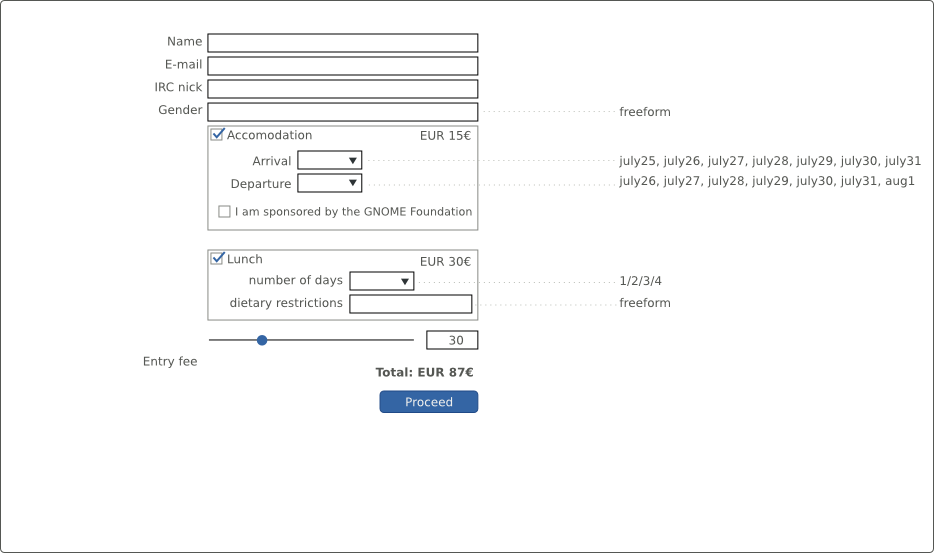 Name
E-mail
IRC nick
Gender freeform
Accomodation EUR 15€
Arrival july25, july26, july27, july28, july29, july30, july31
Departure july26, july27, july28, july29, july30, july31, aug1
I am sponsored by the GNOME Foundation
Lunch EUR 30€
number of days 1/2/3/4
dietary restrictions freeform
30
Entry fee
Total: EUR 87€
Proceed